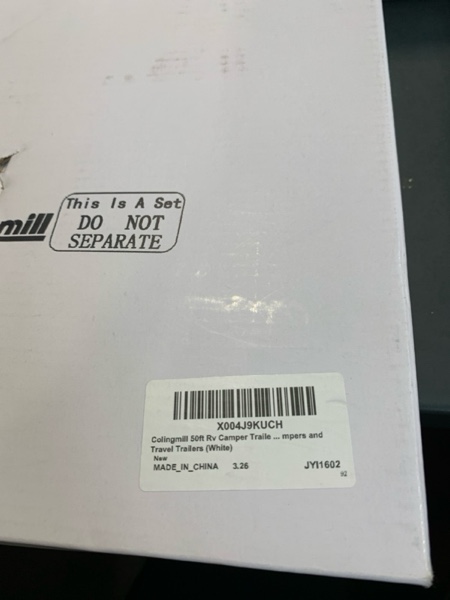 mill
This Is A Set
DO NOT
SEPARATE
X004J9KUCH
Colingmill 50ft Rv Camper Traile ... mpers and
Travel Trailers (White)
New
MADE_IN_CHINA 3.26 JYI1602